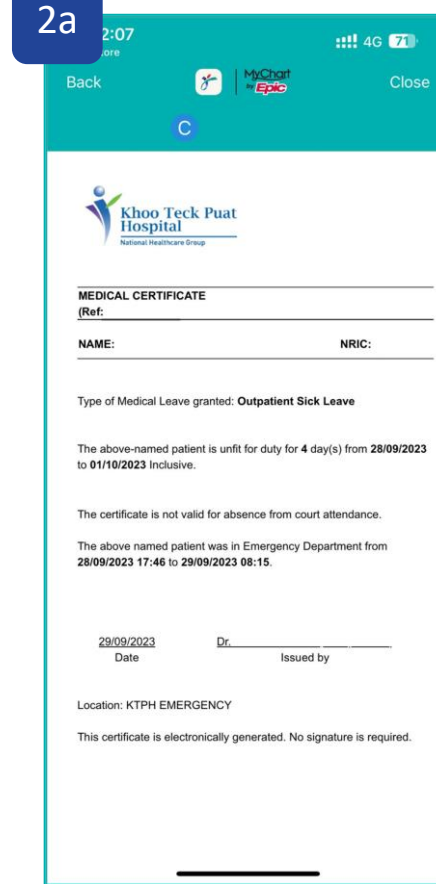 2a
2:07
ore
4G 71
Back
MyChart
by Epic
Close
C
Khoo Teck Puat
Hospital
National Healthcare Group
MEDICAL CERTIFICATE
(Ref:
NAME: NRIC:
Type of Medical Leave granted: Outpatient Sick Leave
The above-named patient is unfit for duty for 4 day(s) from 28/09/2023
to 01/10/2023 Inclusive.
The certificate is not valid for absence from court attendance.
The above named patient was in Emergency Department from
28/09/2023 17:46 to 29/09/2023 08:15.
29/09/2023 Dr.
Date Issued by
Location: KTPH EMERGENCY
This certificate is electronically generated. No signature is required.